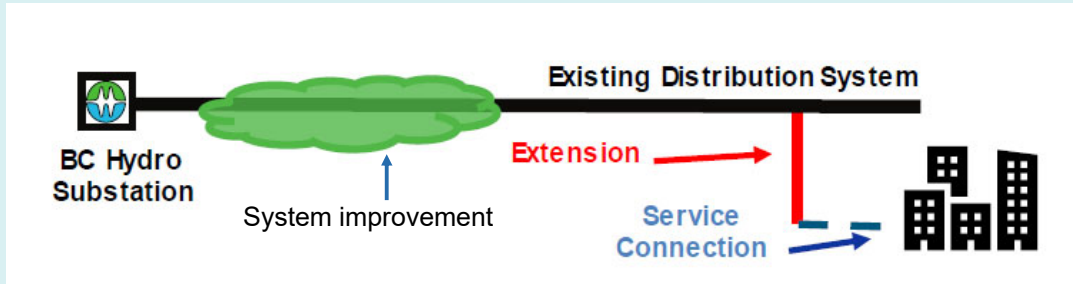 Existing Distribution System
BC Hydro
Substation
Extension
System improvement
Service
Connection